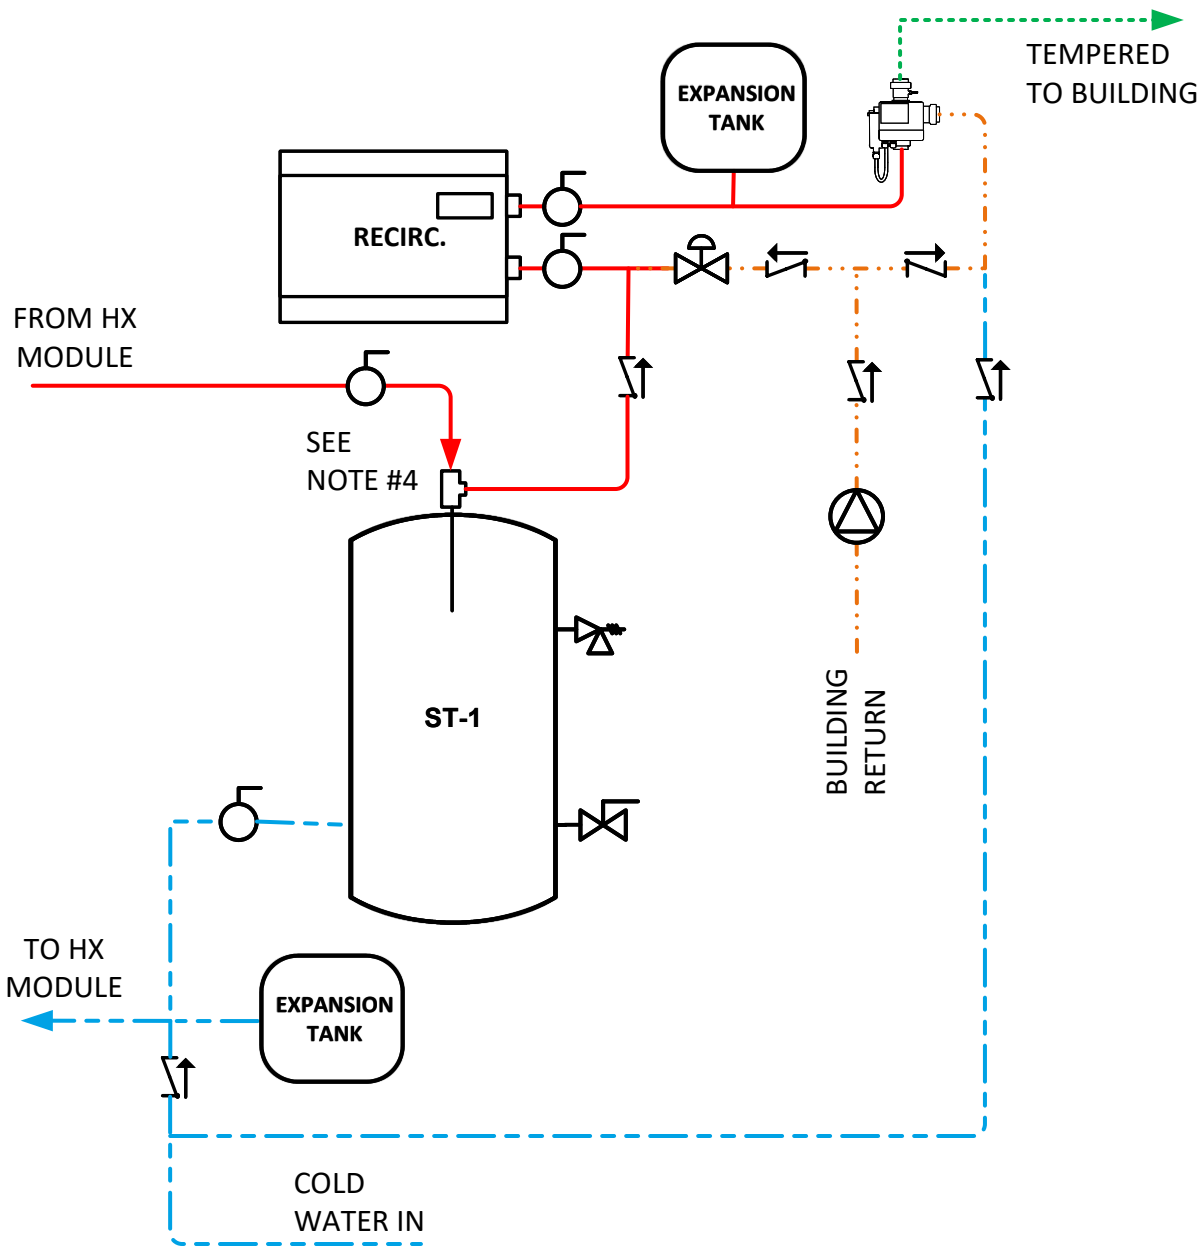 TEMPERED
TO BUILDING
EXPANSION
TANK
RECIRC.
FROM HX
MODULE
SEE
NOTE #4
ST-1
BUILDING
RETURN
TO HX
MODULE
EXPANSION
TANK
COLD
WATER IN